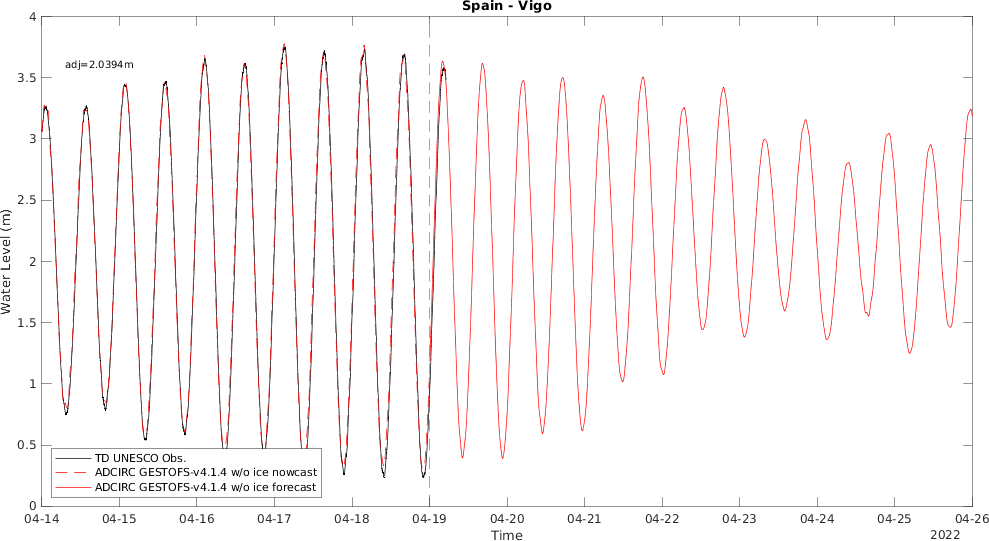 Spain - Vigo
4
adj=2.0394m
3.5
3
2.5
2
1.5
1
0.5
0
Water Level (m)
TD UNESCO Obs.
ADCIRC GESTOFS-v4.1.4 w/o ice nowcast
ADCIRC GESTOFS-v4.1.4 w/o ice forecast
04-14 04-15 04-16 04-17 04-18 04-19 04-20 04-21 04-22 04-23 04-24 04-25 04-26
Time
2022